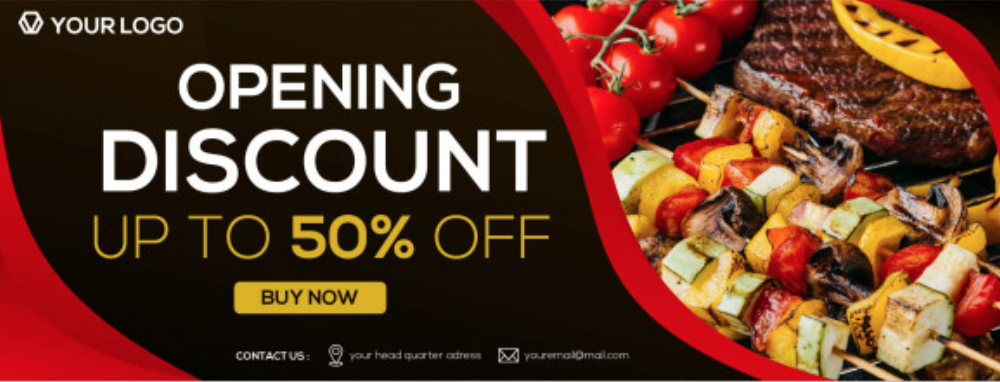 YOUR LOGO
OPENING
DISCOUNT
UP TO 50% OFF
BUY NOW
CONTACT US : your head quarter adress youremail@mail.com